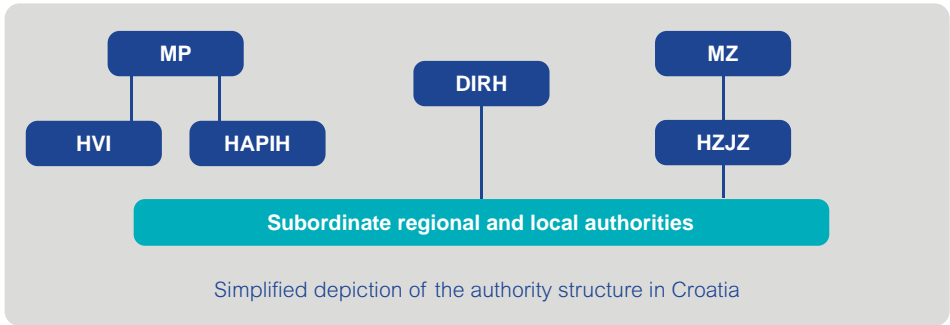 MP
MZ
DIRH
HVI
HAPIH
HZJZ
Subordinate regional and local authorities
Simplified depiction of the authority structure in Croatia